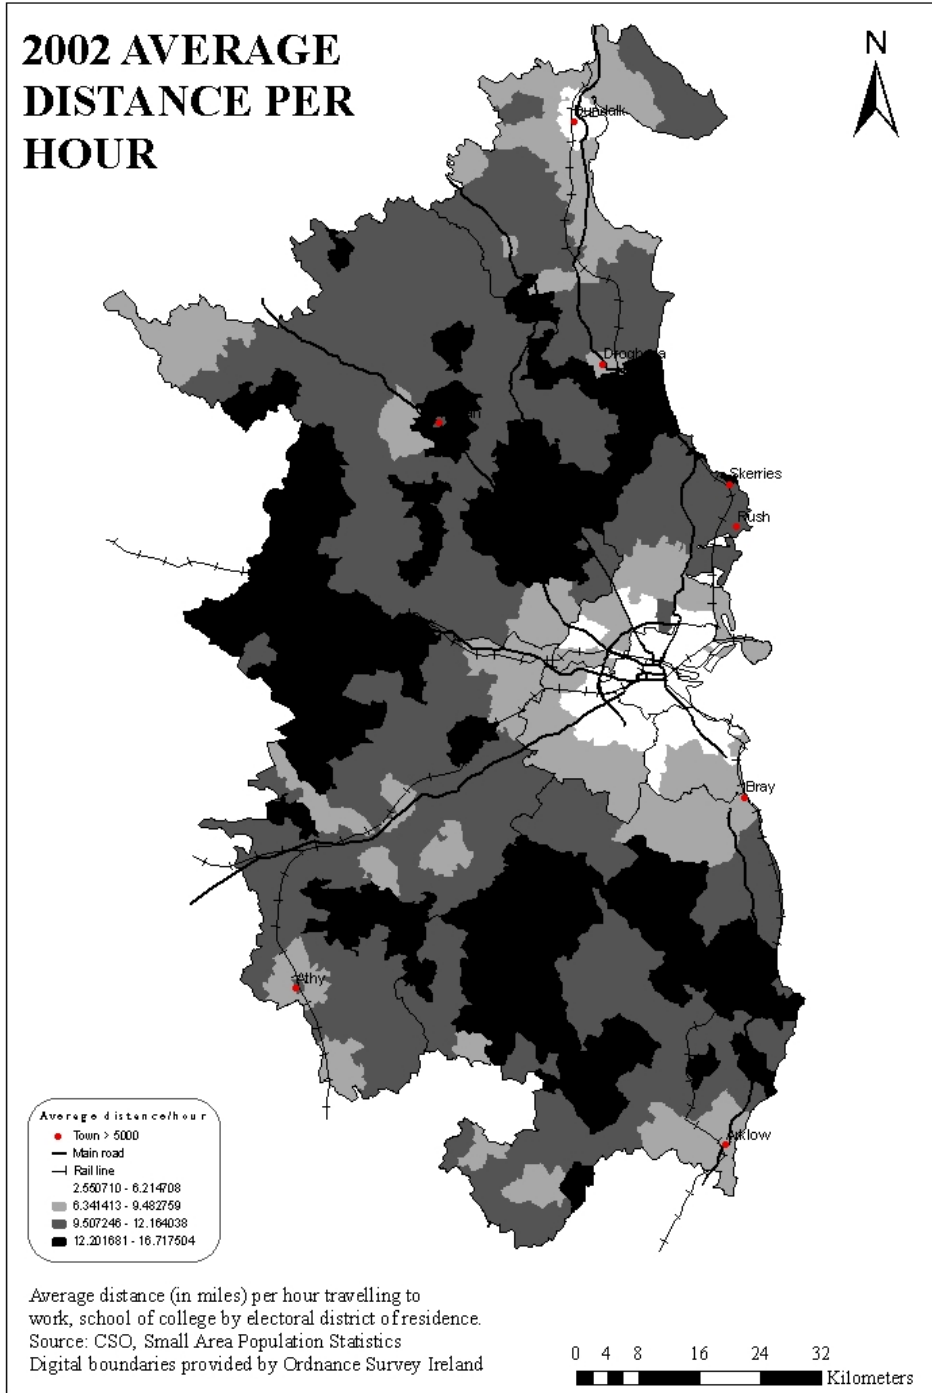 2002 AVERAGE
DISTANCE PER
HOUR
N
Dundalk
Drogheda
Skerries
Rush
Bray
Athy
Arklow
Average distance/hour
Town > 5000
Main road
Rail line
2.550710 - 6.214708
6.341413 - 9.482759
9.507246 - 12.164038
12.201681 - 16.717504
Average distance (in miles) per hour travelling to
work, school of college by electoral district of residence.
Source: CSO, Small Area Population Statistics
Digital boundaries provided by Ordnance Survey Ireland
0 4 8 16 24 32
Kilometers